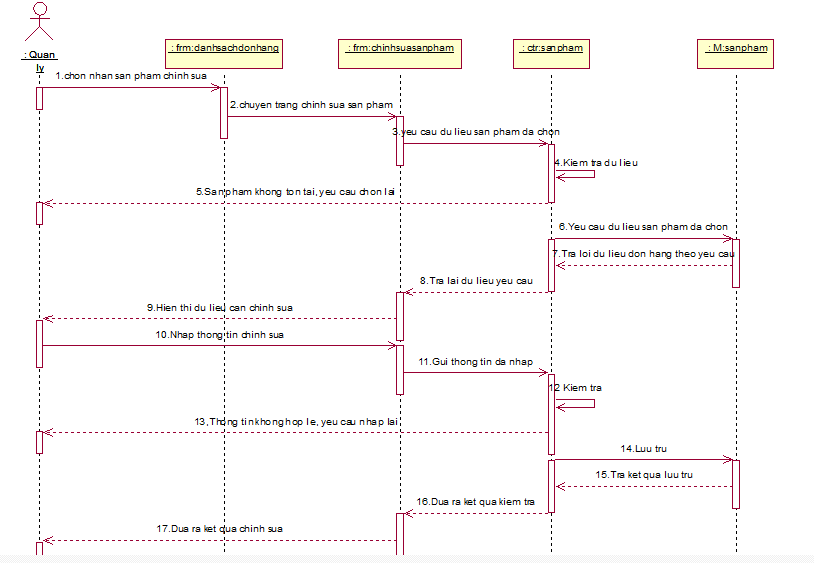 : Quan
ly
: frm:danhsachdonhang
: frm:chinhsuasanpham
: ctr:sanpham
: M:sanpham
1.chon nhan san pham chinh sua
2.chuyen trang chinh sua san pham
3.yeu cau du lieu san pham da chon
4.Kiem tra du lieu
5.San pham khong ton tai,yeu cau chon lai
6.Yeu cau du lieu san pham da chon
7.Tra loi du lieu don hang theo yeu cau
8.Tra lai du lieu yeu cau
9.Hien thi du lieu can chinh sua
10.Nhap thong tin chinh sua
11.Gui thong tin da nhap
12 Kiem tra
13,Thong tin khong hop le, yeu cau nhap lai
14.Luu tru
15.Tra ket qua luu tru
16.Dua ra ket qua kiem tra
17.Dua ra ket qua chinh sua